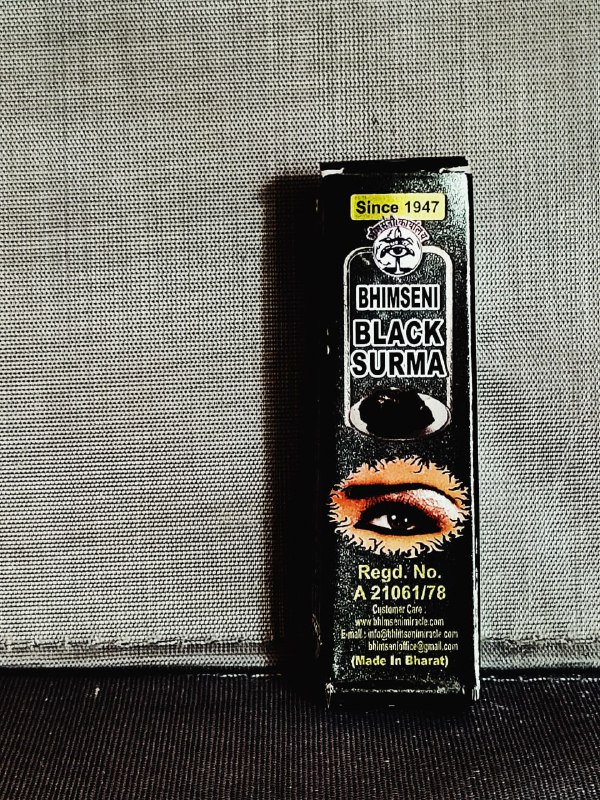 Since 1947
BHIMSENI
BLACK
SURMA
Regd. No.
A 21061/78
Customer Care :
www.bhimsenimiracle.com
E-mail : info@bhimsenimiracle.com
bhimsenioffice@gmail.com
(Made In Bharat)